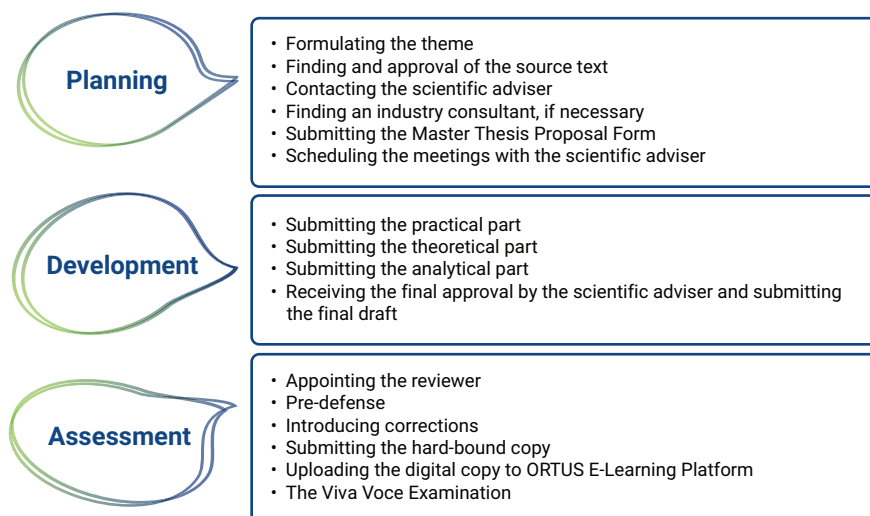 Planning
• Formulating the theme
• Finding and approval of the source text
• Contacting the scientific adviser
• Finding an industry consultant, if necessary
• Submitting the Master Thesis Proposal Form
• Scheduling the meetings with the scientific adviser
Development
• Submitting the practical part
• Submitting the theoretical part
• Submitting the analytical part
• Receiving the final approval by the scientific adviser and submitting
the final draft
Assessment
• Appointing the reviewer
• Pre-defense
• Introducing corrections
• Submitting the hard-bound copy
• Uploading the digital copy to ORTUS E-Learning Platform
• The Viva Voce Examination